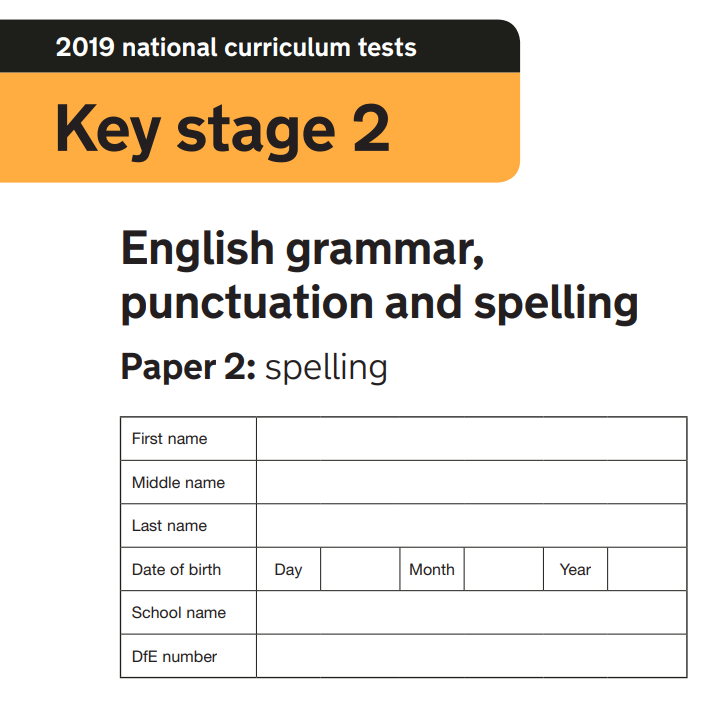 2019 national curriculum tests
Key stage 2
English grammar,
punctuation and spelling
Paper 2: spelling
First name
Middle name
Last name
Date of birth Day Month Year
School name
DfE number